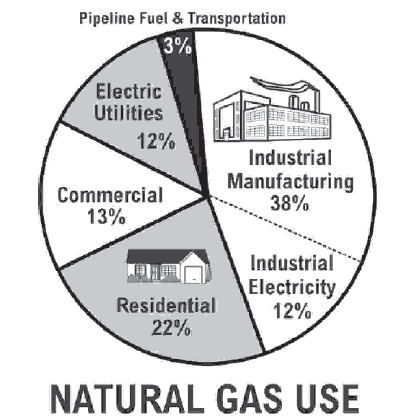 Pipeline Fuel & Transportation
3%
Electric
Utilities
12%
Industrial
Manufacturing
38%
Commercial
13%
Industrial
Electricity
12%
Residential
22%
NATURAL GAS USE